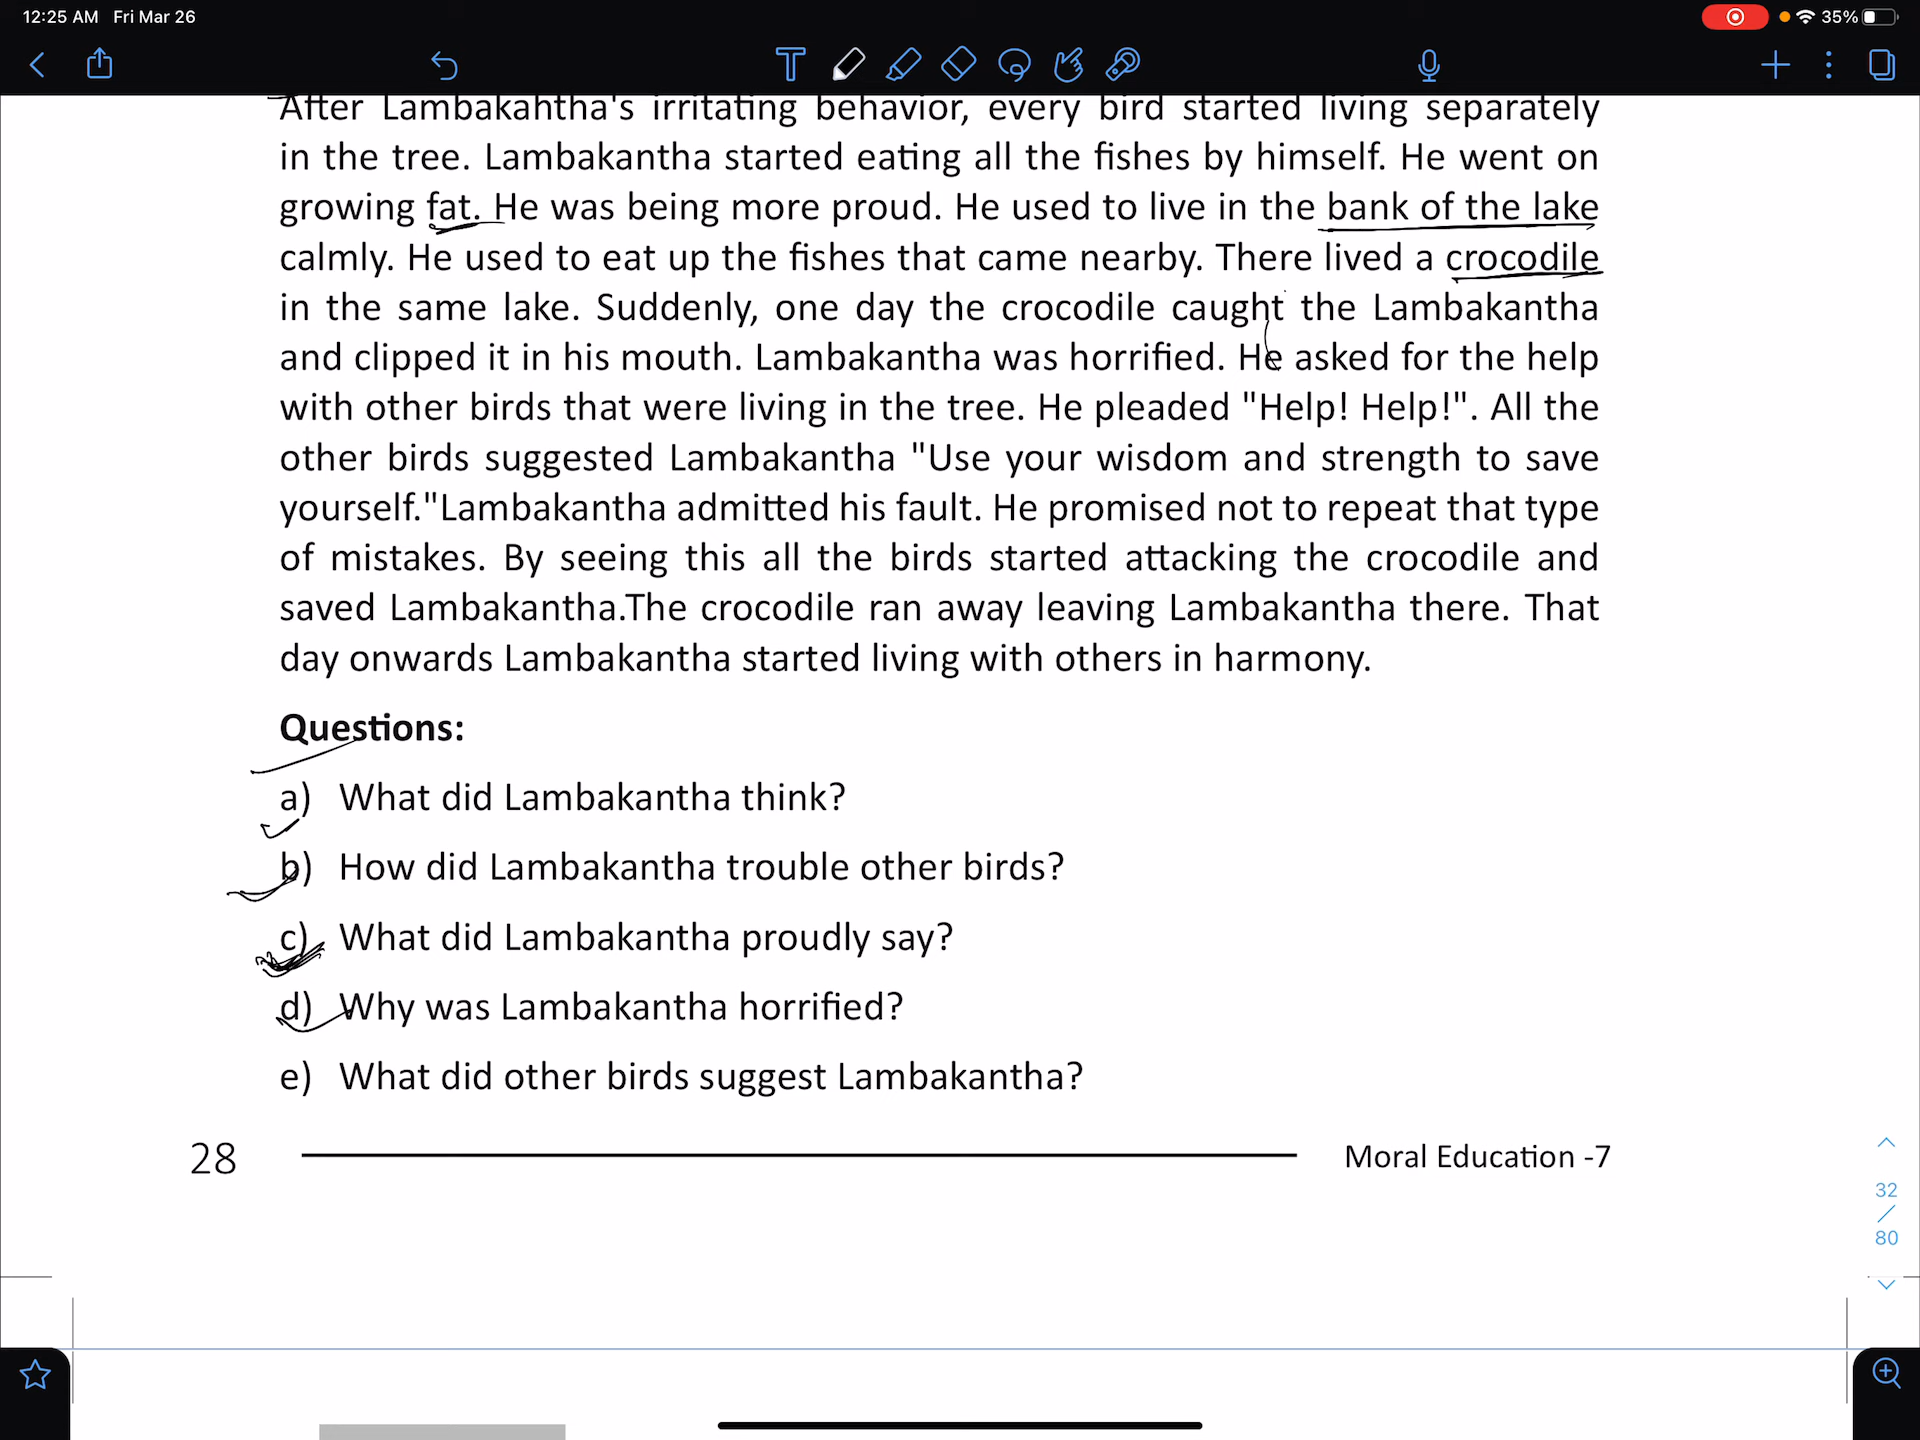 12:25 AM Fri Mar 26
35%
After Lambakahtha's irritating behavior, every bird started living separately
in the tree. Lambakantha started eating all the fishes by himself. He went on
growing fat. He was being more proud. He used to live in the bank of the lake
calmly. He used to eat up the fishes that came nearby. There lived a crocodile
in the same lake. Suddenly, one day the crocodile caught the Lambakantha
and clipped it in his mouth. Lambakantha was horrified. He asked for the help
with other birds that were living in the tree. He pleaded "Help! Help!". All the
other birds suggested Lambakantha "Use your wisdom and strength to save
yourself."Lambakantha admitted his fault. He promised not to repeat that type
of mistakes. By seeing this all the birds started attacking the crocodile and
saved Lambakantha.The crocodile ran away leaving Lambakantha there. That
day onwards Lambakantha started living with others in harmony.
Questions:
a) What did Lambakantha think?
b) How did Lambakantha trouble other birds?
c) What did Lambakantha proudly say?
d) Why was Lambakantha horrified?
e) What did other birds suggest Lambakantha?
28 Moral Education -7
32
/
80